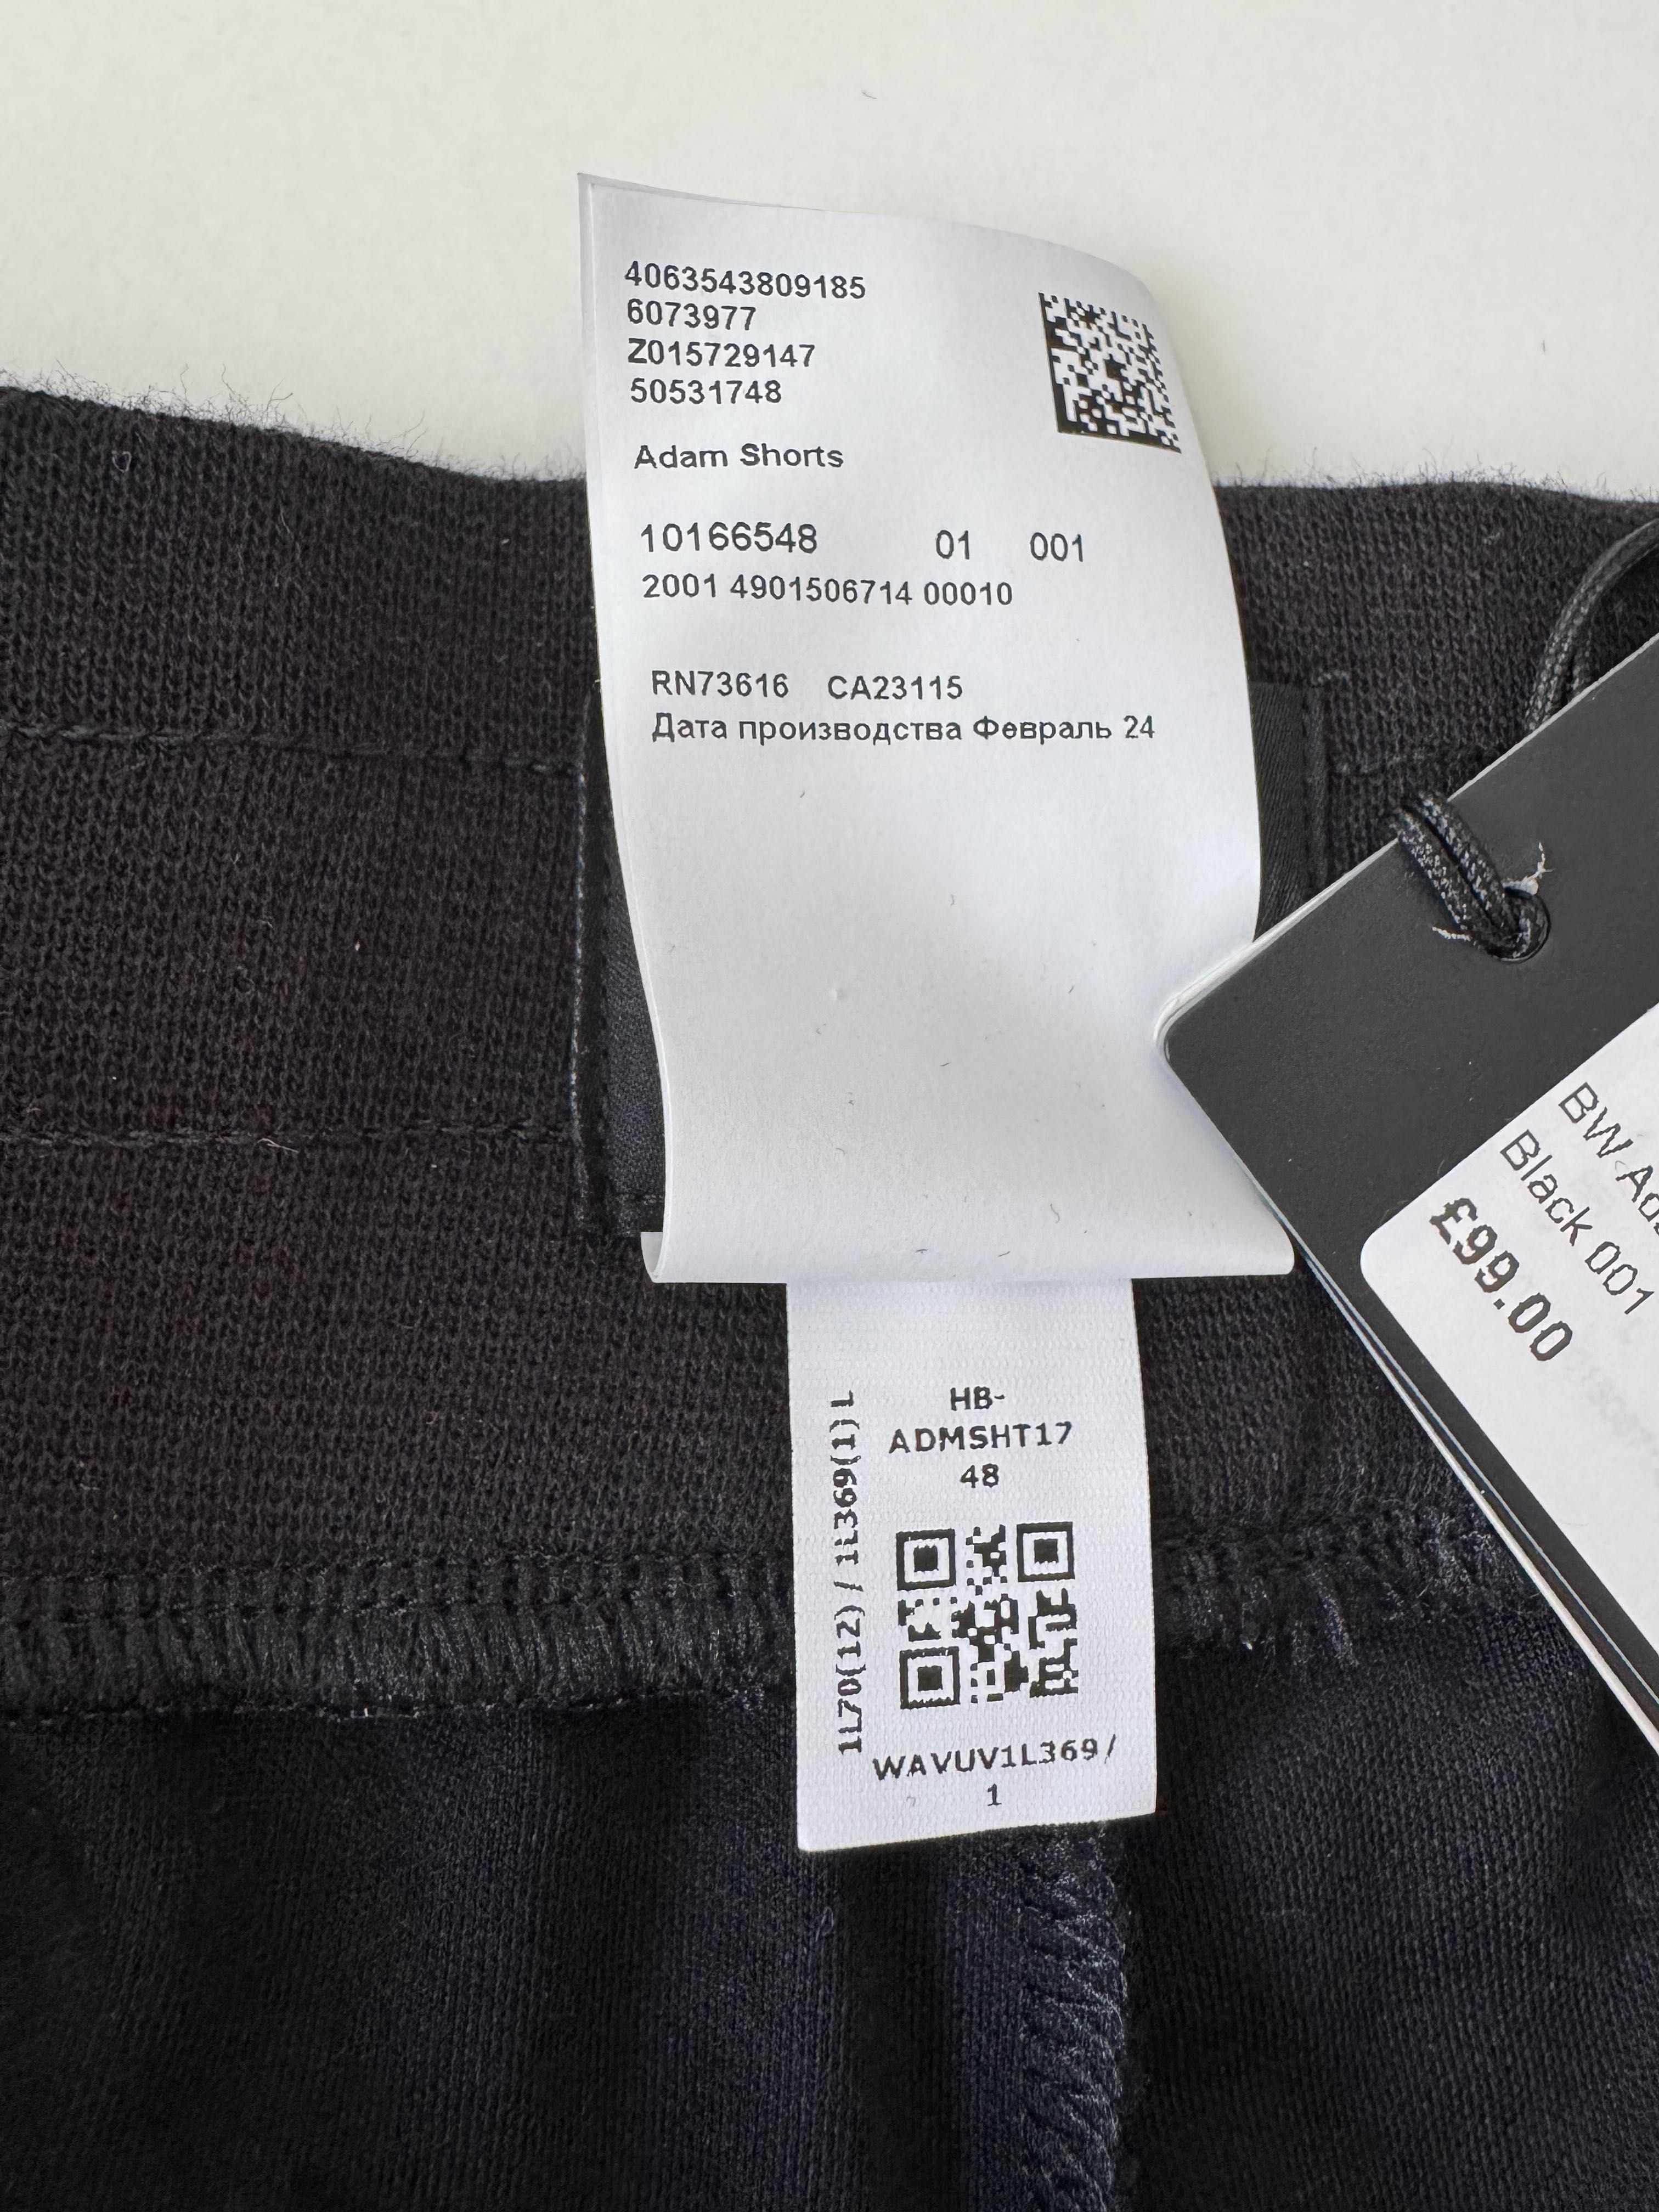 4063543809185
6073977
Z015729147
50531748
Adam Shorts
10166548 01 001
2001 4901506714 00010
RN73616 CA23115
Дата производства Февраль 24
BW
Black 001
£99.00
HB-
ADMSHT17
48
1L70(12) / 1L369(1) L
WAVUV1L369/
1